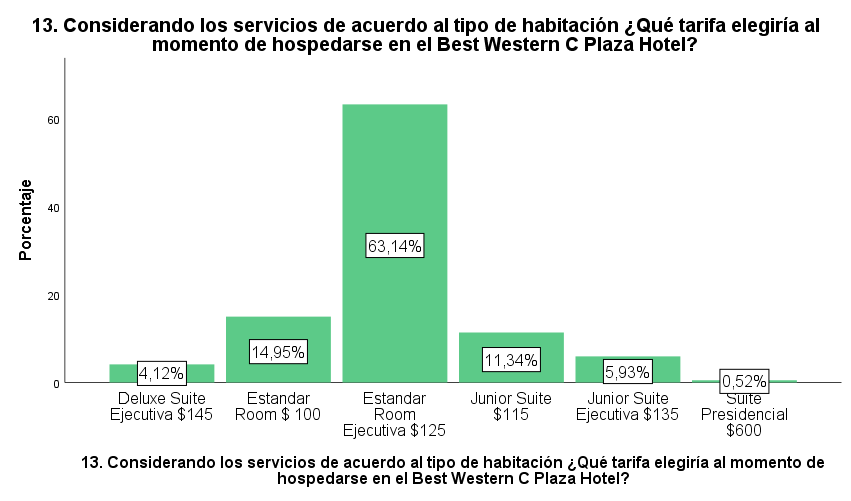 13. Considerando los servicios de acuerdo al tipo de habitación ¿Qué tarifa elegiría al
momento de hospedarse en el Best Western C Plaza Hotel?
Porcentaje
60
40
20
0
4,12%
14,95%
63,14%
11,34%
5,93%
0,52%
Deluxe Suite
Ejecutiva $145
Estandar
Room $ 100
Estandar
Room
Ejecutiva $125
Junior Suite
$115
Junior Suite
Ejecutiva $135
Suite
Presidencial
$600
13. Considerando los servicios de acuerdo al tipo de habitación ¿Qué tarifa elegiría al momento de
hospedarse en el Best Western C Plaza Hotel?